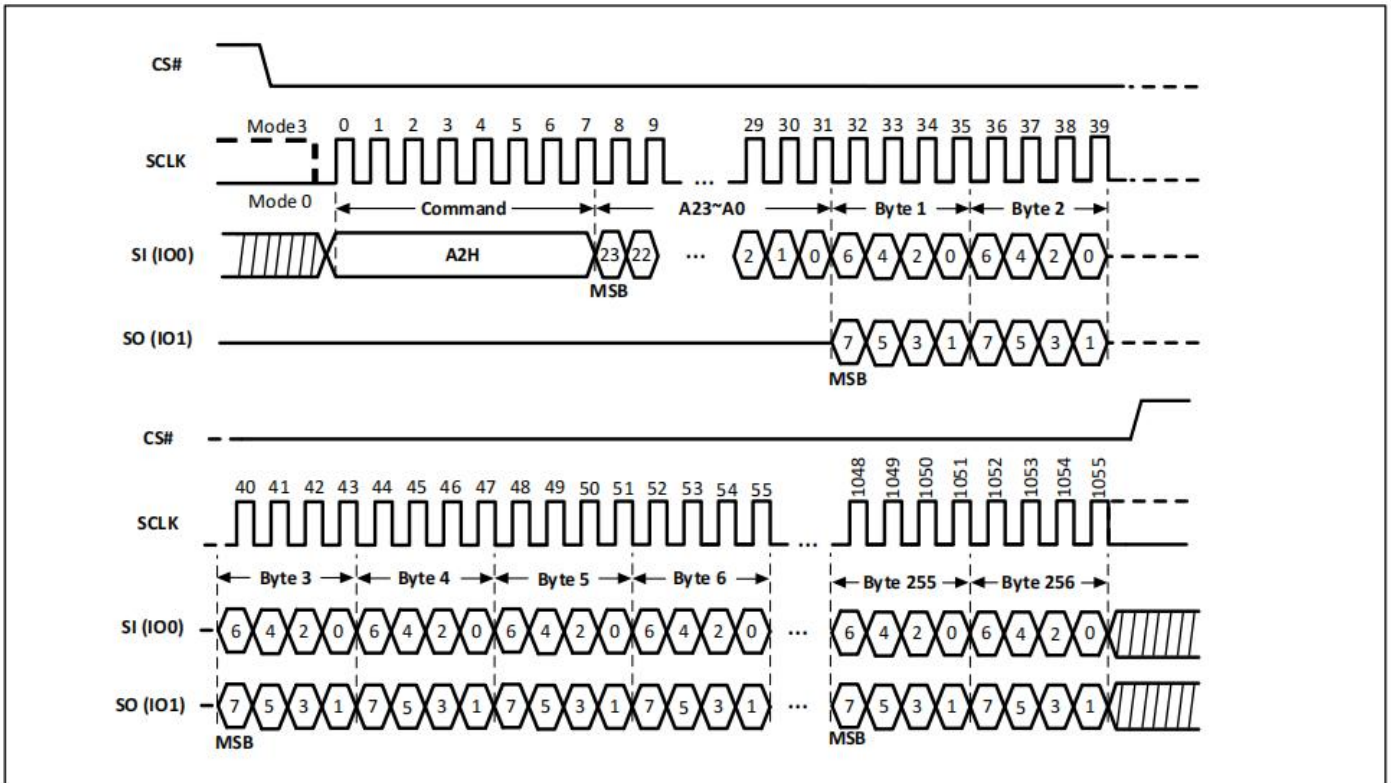 CS#
Mode3 0 1 2 3 4 5 6 7 8 9 29 30 31 32 33 34 35 36 37 38 39
SCLK ...
Mode 0 Command A23~A0 Byte 1 Byte 2
SI (IO0) A2H 23 22 ... 2 1 0 6 4 2 0 6 4 2 0
MSB
SO (IO1) 7 5 3 1 7 5 3 1
MSB
CS#
40 41 42 43 44 45 46 47 48 49 50 51 52 53 54 55 1048 1049 1050 1051 1052 1053 1054 1055
SCLK ...
Byte 3 Byte 4 Byte 5 Byte 6 Byte 255 Byte 256
SI (IO0) 6 4 2 0 6 4 2 0 6 4 2 0 6 4 2 0 ... 6 4 2 0 6 4 2 0
SO (IO1) 7 5 3 1 7 5 3 1 7 5 3 1 7 5 3 1 ... 7 5 3 1 7 5 3 1
MSB MSB